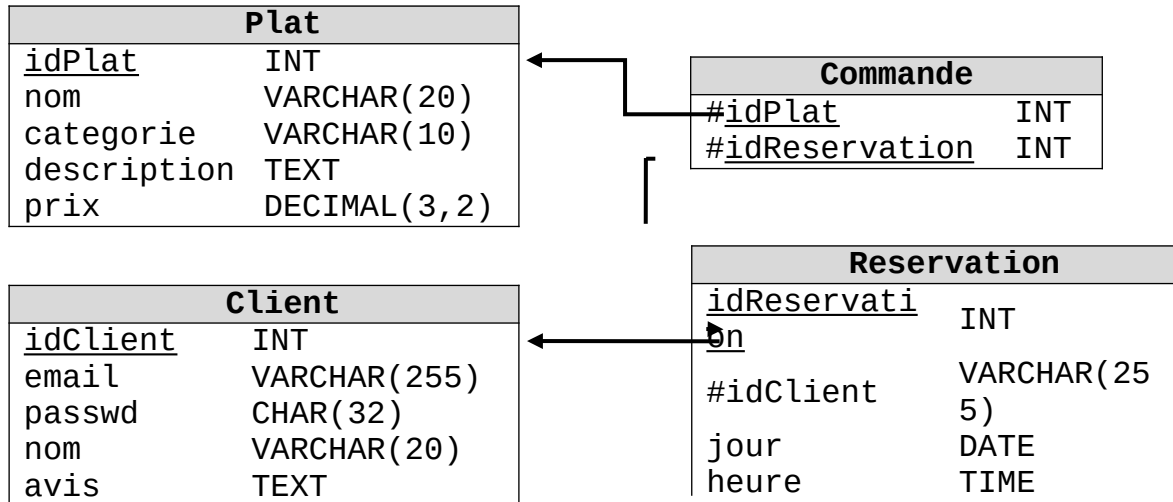 Plat
idPlat INT
nom VARCHAR(20)
categorie VARCHAR(10)
description TEXT
prix DECIMAL(3,2)
Commande
#idPlat INT
#idReservation INT
Client
idClient INT
email VARCHAR(255)
passwd CHAR(32)
nom VARCHAR(20)
avis TEXT
Reservation
idReservati
on
INT
#idClient
VARCHAR(25
5)
jour DATE
heure TIME